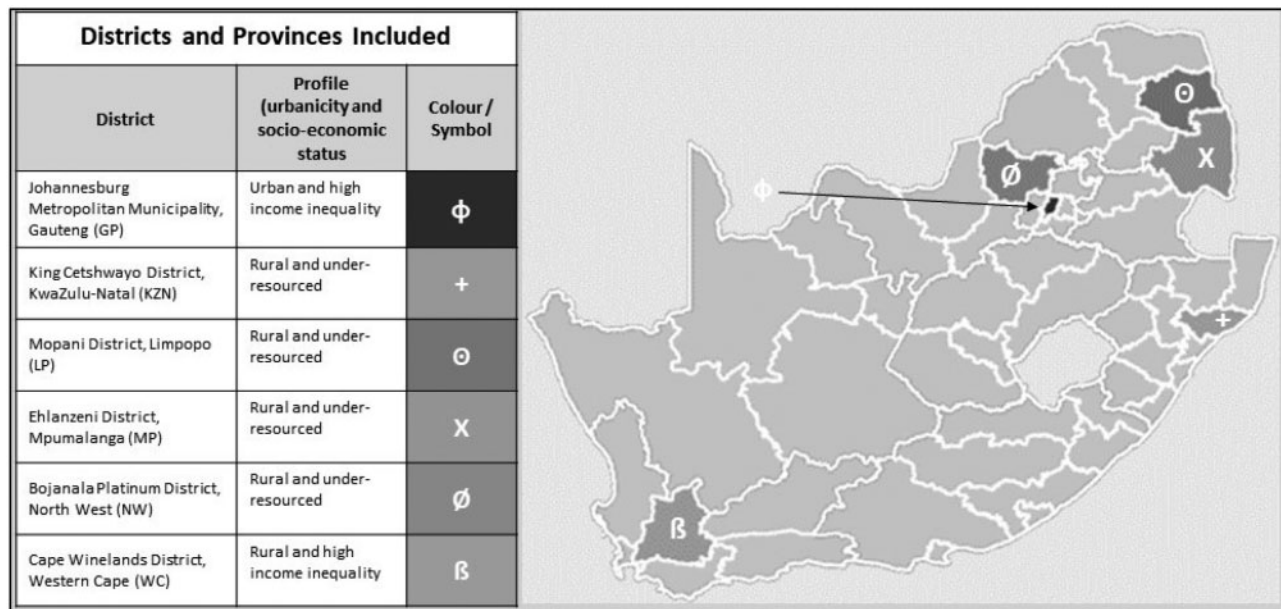 Districts and Provinces Included
District
Profile
(urbanicity and
socio-economic
status
Colour /
Symbol
Johannesburg
Metropolitan Municipality,
Gauteng (GP)
Urban and high
income inequality
ϕ
King Cetshwayo District,
KwaZulu-Natal (KZN)
Rural and under-
resourced
+
Mopani District, Limpopo
(LP)
Rural and under-
resourced
ʘ
Ehlanzeni District,
Mpumalanga (MP)
Rural and under-
resourced
X
Bojanala Platinum District,
North West (NW)
Rural and under-
resourced
Ø
Cape Winelands District,
Western Cape (WC)
Rural and high
income inequality
ß
ʘ
X
Ø
ϕ
+
ß